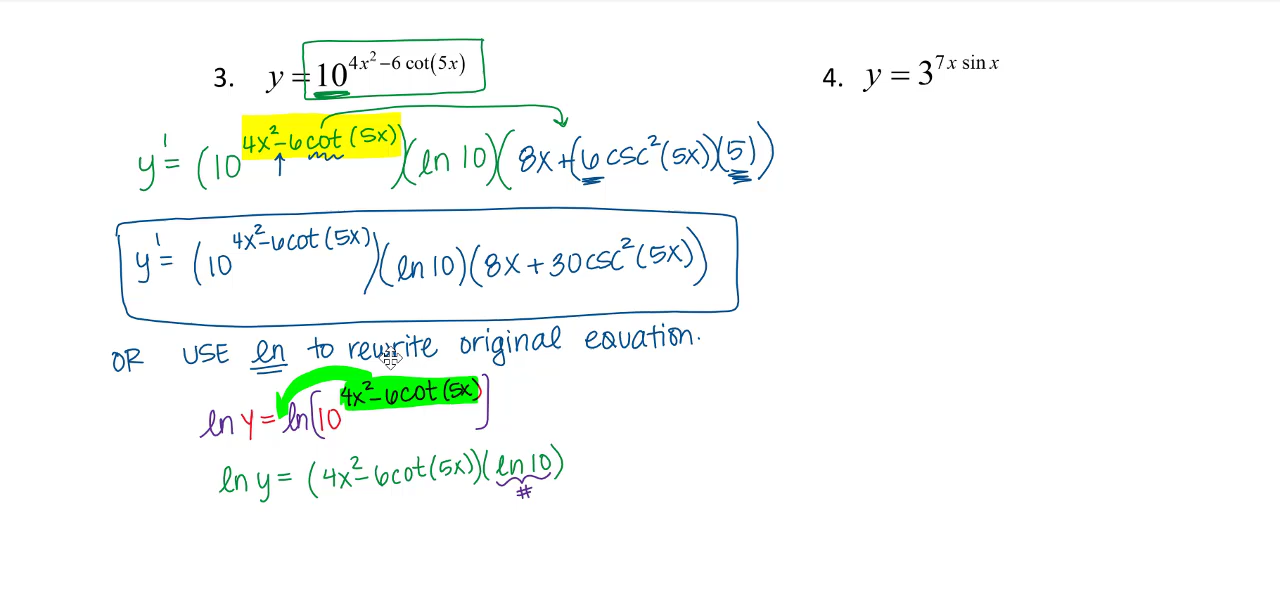 3. y = 10^(4x² − 6 cot(5x))
y' = (10^(4x² − 6cot(5x)))(ln 10)(8x + (6csc²(5x))(5))
y' = (10^(4x² − 6cot(5x)))(ln 10)(8x + 30csc²(5x))
OR USE ln to rewrite original equation.
ln y = ln[10^(4x² − 6cot(5x))]
ln y = (4x² − 6cot(5x))(ln 10)
#
4. y = 3^(7x sin x)